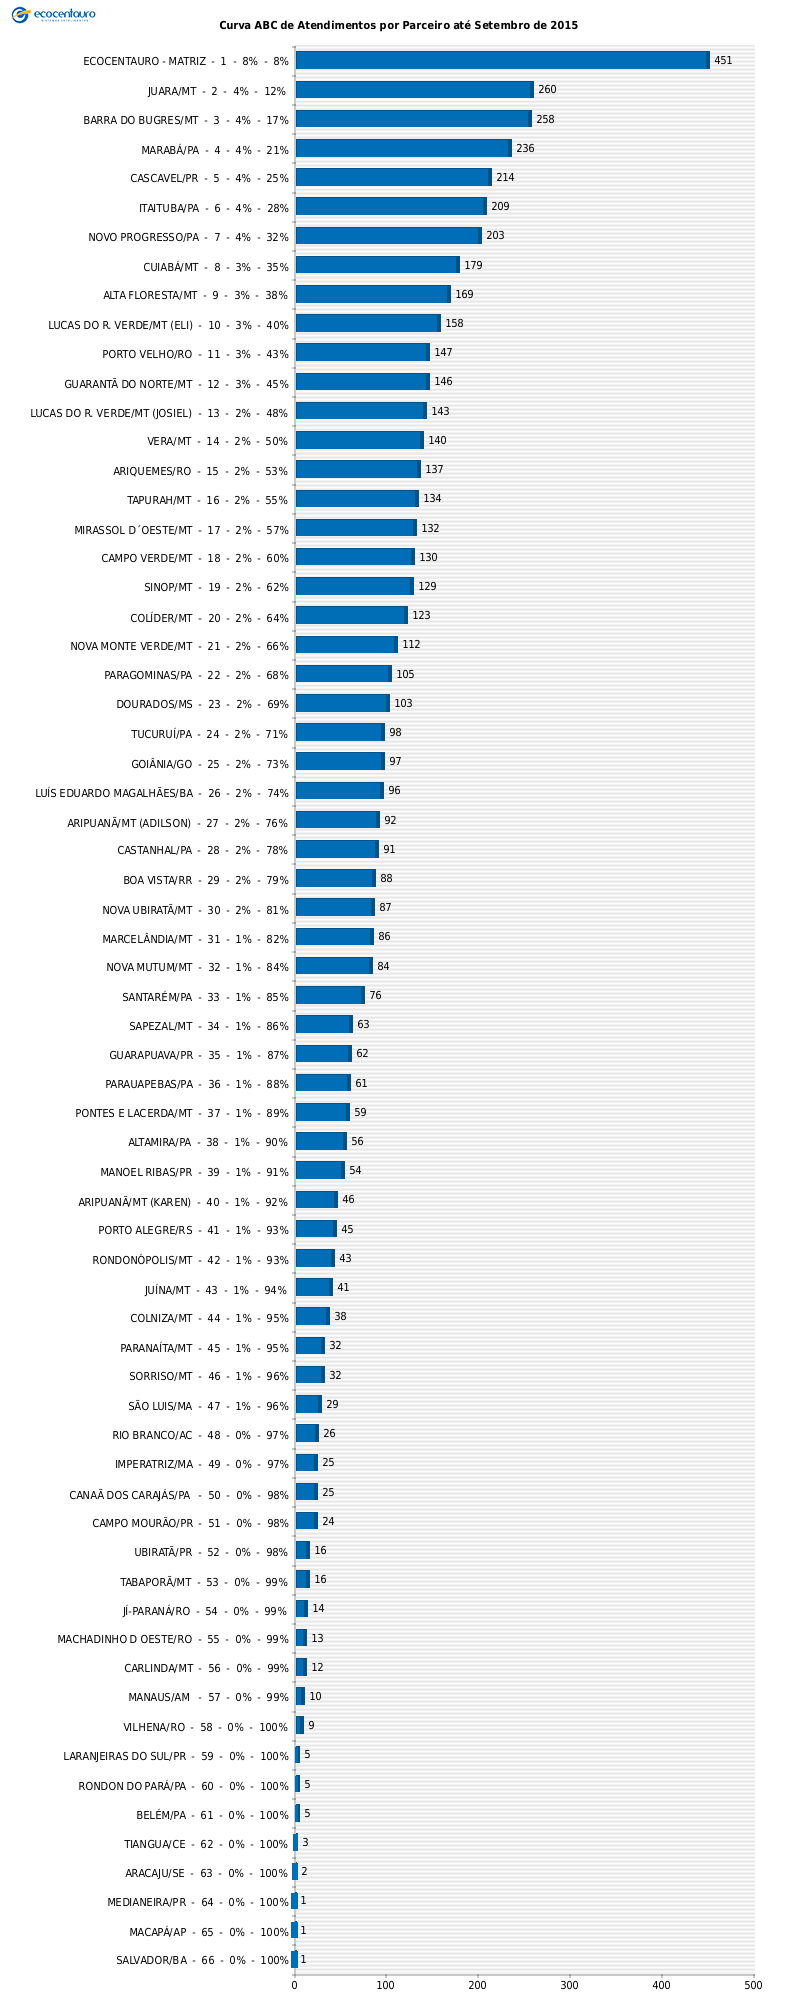 ecocentauro
Curva ABC de Atendimentos por Parceiro até Setembro de 2015
ECOCENTAURO - MATRIZ - 1 - 8% - 8% 451
JUARA/MT - 2 - 4% - 12% 260
BARRA DO BUGRES/MT - 3 - 4% - 17% 258
MARABÁ/PA - 4 - 4% - 21% 236
CASCAVEL/PR - 5 - 4% - 25% 214
ITAITUBA/PA - 6 - 4% - 28% 209
NOVO PROGRESSO/PA - 7 - 4% - 32% 203
CUIABÁ/MT - 8 - 3% - 35% 179
ALTA FLORESTA/MT - 9 - 3% - 38% 169
LUCAS DO R. VERDE/MT (ELI) - 10 - 3% - 40% 158
PORTO VELHO/RO - 11 - 3% - 43% 147
GUARANTÃ DO NORTE/MT - 12 - 3% - 45% 146
LUCAS DO R. VERDE/MT (JOSIEL) - 13 - 2% - 48% 143
VERA/MT - 14 - 2% - 50% 140
ARIQUEMES/RO - 15 - 2% - 53% 137
TAPURAH/MT - 16 - 2% - 55% 134
MIRASSOL D´OESTE/MT - 17 - 2% - 57% 132
CAMPO VERDE/MT - 18 - 2% - 60% 130
SINOP/MT - 19 - 2% - 62% 129
COLÍDER/MT - 20 - 2% - 64% 123
NOVA MONTE VERDE/MT - 21 - 2% - 66% 112
PARAGOMINAS/PA - 22 - 2% - 68% 105
DOURADOS/MS - 23 - 2% - 69% 103
TUCURUÍ/PA - 24 - 2% - 71% 98
GOIÂNIA/GO - 25 - 2% - 73% 97
LUÍS EDUARDO MAGALHÃES/BA - 26 - 2% - 74% 96
ARIPUANÃ/MT (ADILSON) - 27 - 2% - 76% 92
CASTANHAL/PA - 28 - 2% - 78% 91
BOA VISTA/RR - 29 - 2% - 79% 88
NOVA UBIRATÃ/MT - 30 - 2% - 81% 87
MARCELÂNDIA/MT - 31 - 1% - 82% 86
NOVA MUTUM/MT - 32 - 1% - 84% 84
SANTARÉM/PA - 33 - 1% - 85% 76
SAPEZAL/MT - 34 - 1% - 86% 63
GUARAPUAVA/PR - 35 - 1% - 87% 62
PARAUAPEBAS/PA - 36 - 1% - 88% 61
PONTES E LACERDA/MT - 37 - 1% - 89% 59
ALTAMIRA/PA - 38 - 1% - 90% 56
MANOEL RIBAS/PR - 39 - 1% - 91% 54
ARIPUANÃ/MT (KAREN) - 40 - 1% - 92% 46
PORTO ALEGRE/RS - 41 - 1% - 93% 45
RONDONÓPOLIS/MT - 42 - 1% - 93% 43
JUÍNA/MT - 43 - 1% - 94% 41
COLNIZA/MT - 44 - 1% - 95% 38
PARANAÍTA/MT - 45 - 1% - 95% 32
SORRISO/MT - 46 - 1% - 96% 32
SÃO LUIS/MA - 47 - 1% - 96% 29
RIO BRANCO/AC - 48 - 0% - 97% 26
IMPERATRIZ/MA - 49 - 0% - 97% 25
CANAÃ DOS CARAJÁS/PA - 50 - 0% - 98% 25
CAMPO MOURÃO/PR - 51 - 0% - 98% 24
UBIRATÃ/PR - 52 - 0% - 98% 16
TABAPORÃ/MT - 53 - 0% - 99% 16
JÍ-PARANÁ/RO - 54 - 0% - 99% 14
MACHADINHO D OESTE/RO - 55 - 0% - 99% 13
CARLINDA/MT - 56 - 0% - 99% 12
MANAUS/AM - 57 - 0% - 99% 10
VILHENA/RO - 58 - 0% - 100% 9
LARANJEIRAS DO SUL/PR - 59 - 0% - 100% 5
RONDON DO PARÁ/PA - 60 - 0% - 100% 5
BELÉM/PA - 61 - 0% - 100% 5
TIANGUA/CE - 62 - 0% - 100% 3
ARACAJU/SE - 63 - 0% - 100% 2
MEDIANEIRA/PR - 64 - 0% - 100% 1
MACAPÁ/AP - 65 - 0% - 100% 1
SALVADOR/BA - 66 - 0% - 100% 1
0 100 200 300 400 500